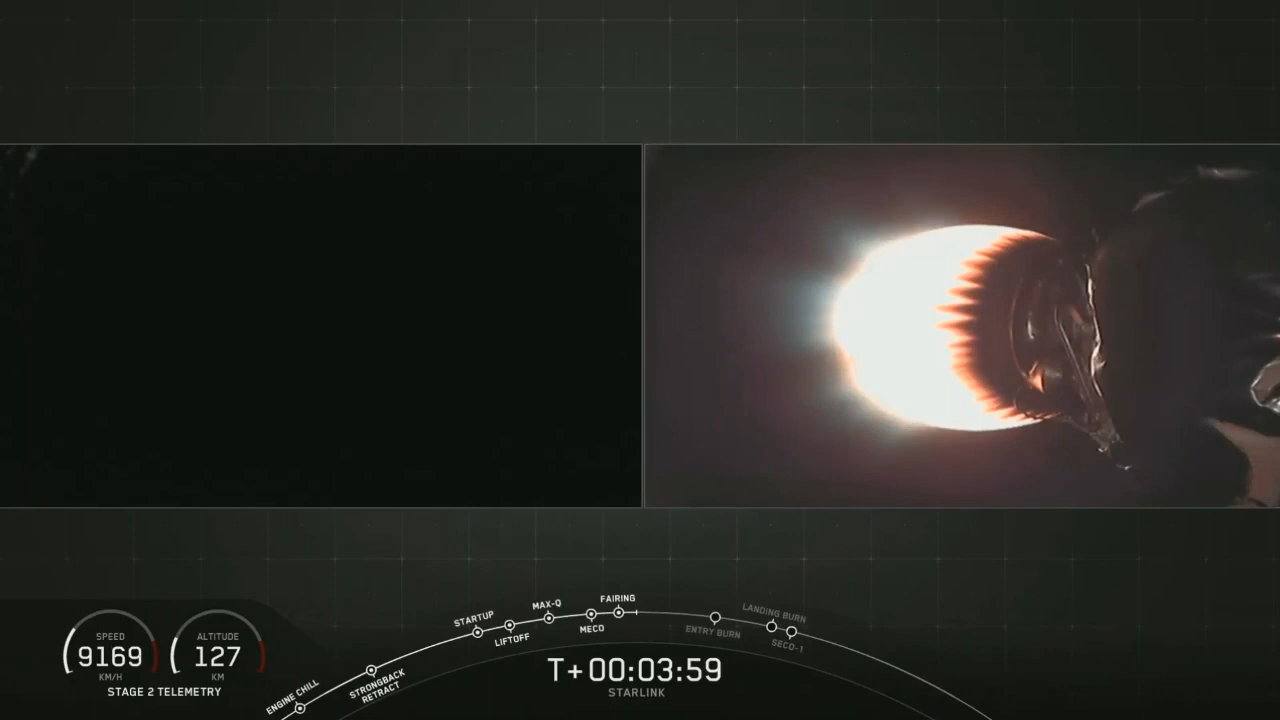 SPEED
9169
KM/H
ALTITUDE
127
KM
STAGE 2 TELEMETRY
ENGINE CHILL
STRONGBACK
RETRACT
STARTUP
LIFTOFF
MAX-Q
MECO
FAIRING
ENTRY BURN
LANDING BURN
SECO-1
T+00:03:59
STARLINK